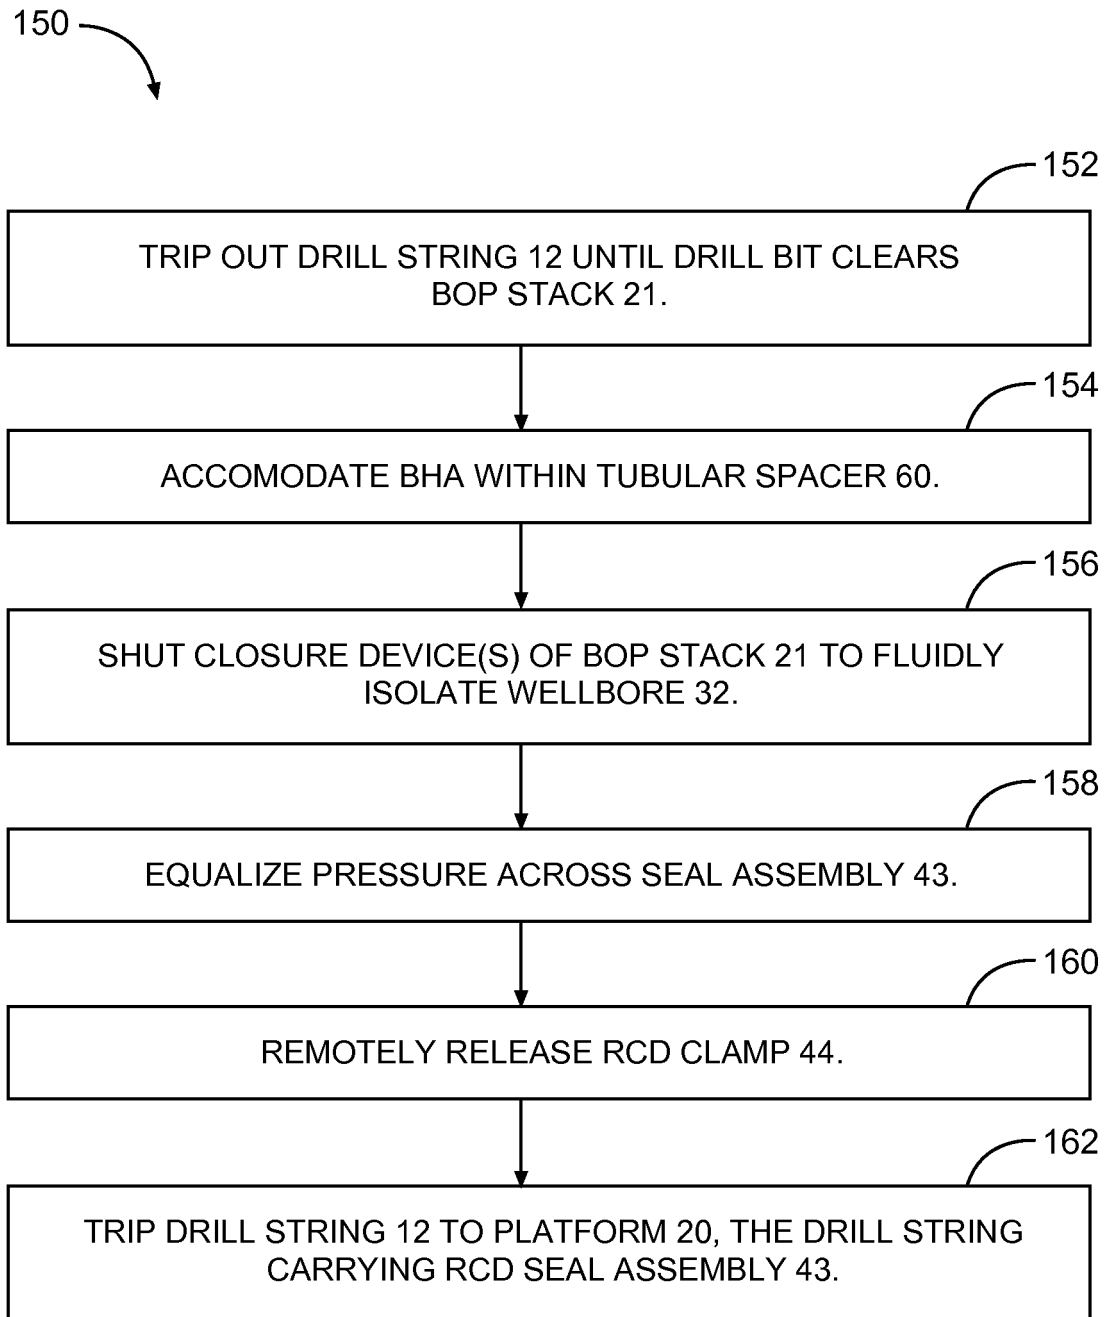 150
152
TRIP OUT DRILL STRING 12 UNTIL DRILL BIT CLEARS
BOP STACK 21.
154
ACCOMODATE BHA WITHIN TUBULAR SPACER 60.
156
SHUT CLOSURE DEVICE(S) OF BOP STACK 21 TO FLUIDLY
ISOLATE WELLBORE 32.
158
EQUALIZE PRESSURE ACROSS SEAL ASSEMBLY 43.
160
REMOTELY RELEASE RCD CLAMP 44.
162
TRIP DRILL STRING 12 TO PLATFORM 20, THE DRILL STRING
CARRYING RCD SEAL ASSEMBLY 43.